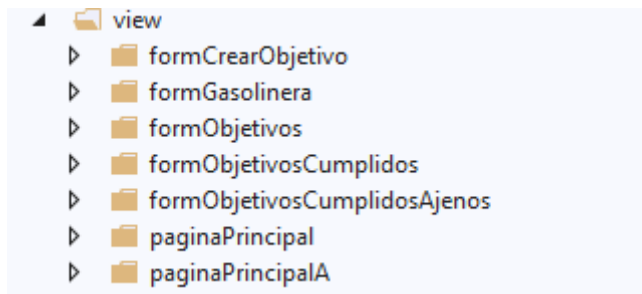 view
formCrearObjetivo
formGasolinera
formObjetivos
formObjetivosCumplidos
formObjetivosCumplidosAjenos
paginaPrincipal
paginaPrincipalA